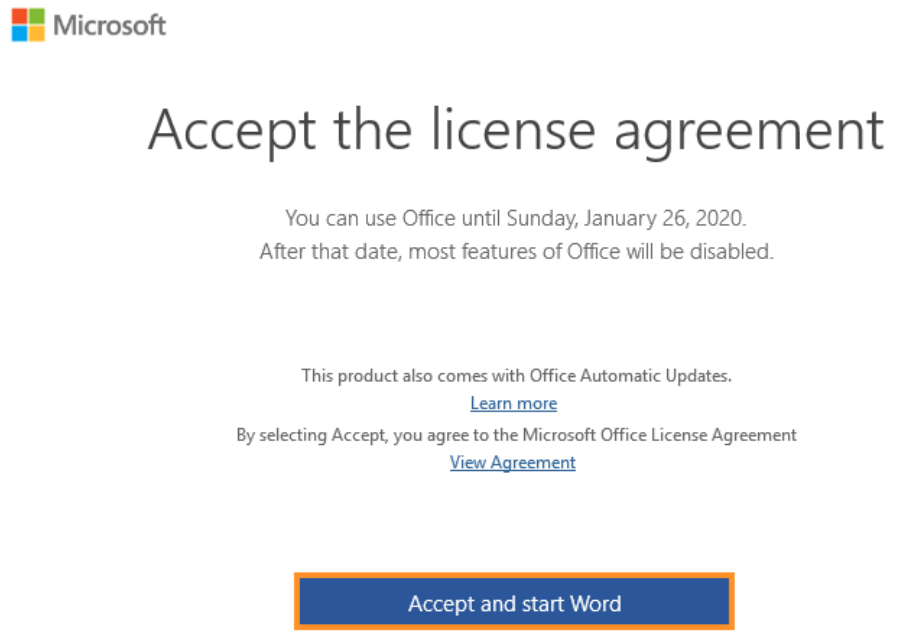 Microsoft
Accept the license agreement
You can use Office until Sunday, January 26, 2020.
After that date, most features of Office will be disabled.
This product also comes with Office Automatic Updates.
Learn more
By selecting Accept, you agree to the Microsoft Office License Agreement
View Agreement
Accept and start Word